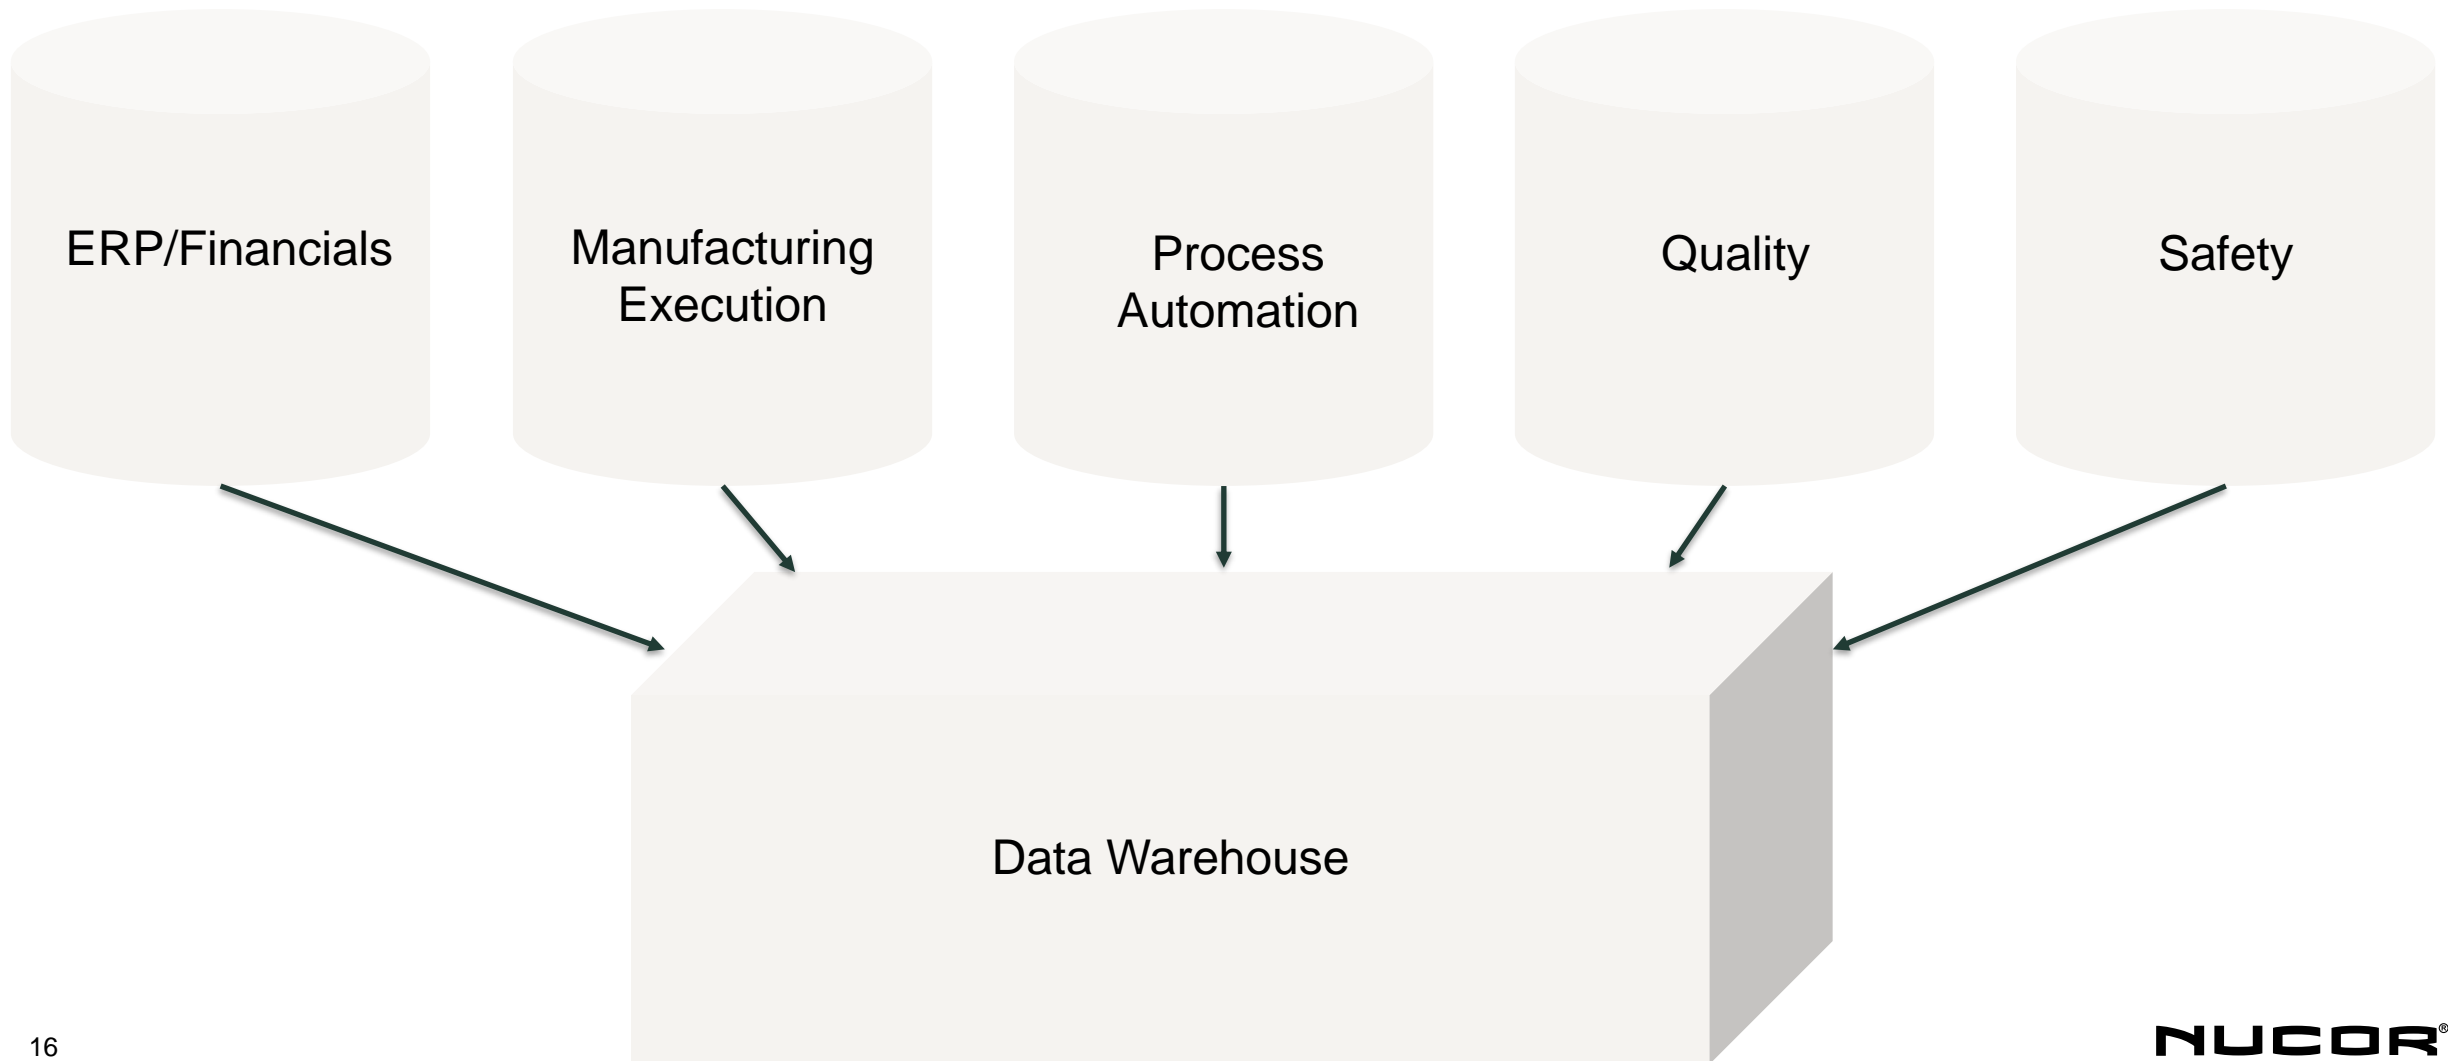 ERP/Financials
Manufacturing
Execution
Process
Automation
Quality
Safety
Data Warehouse
16
NUCOR®